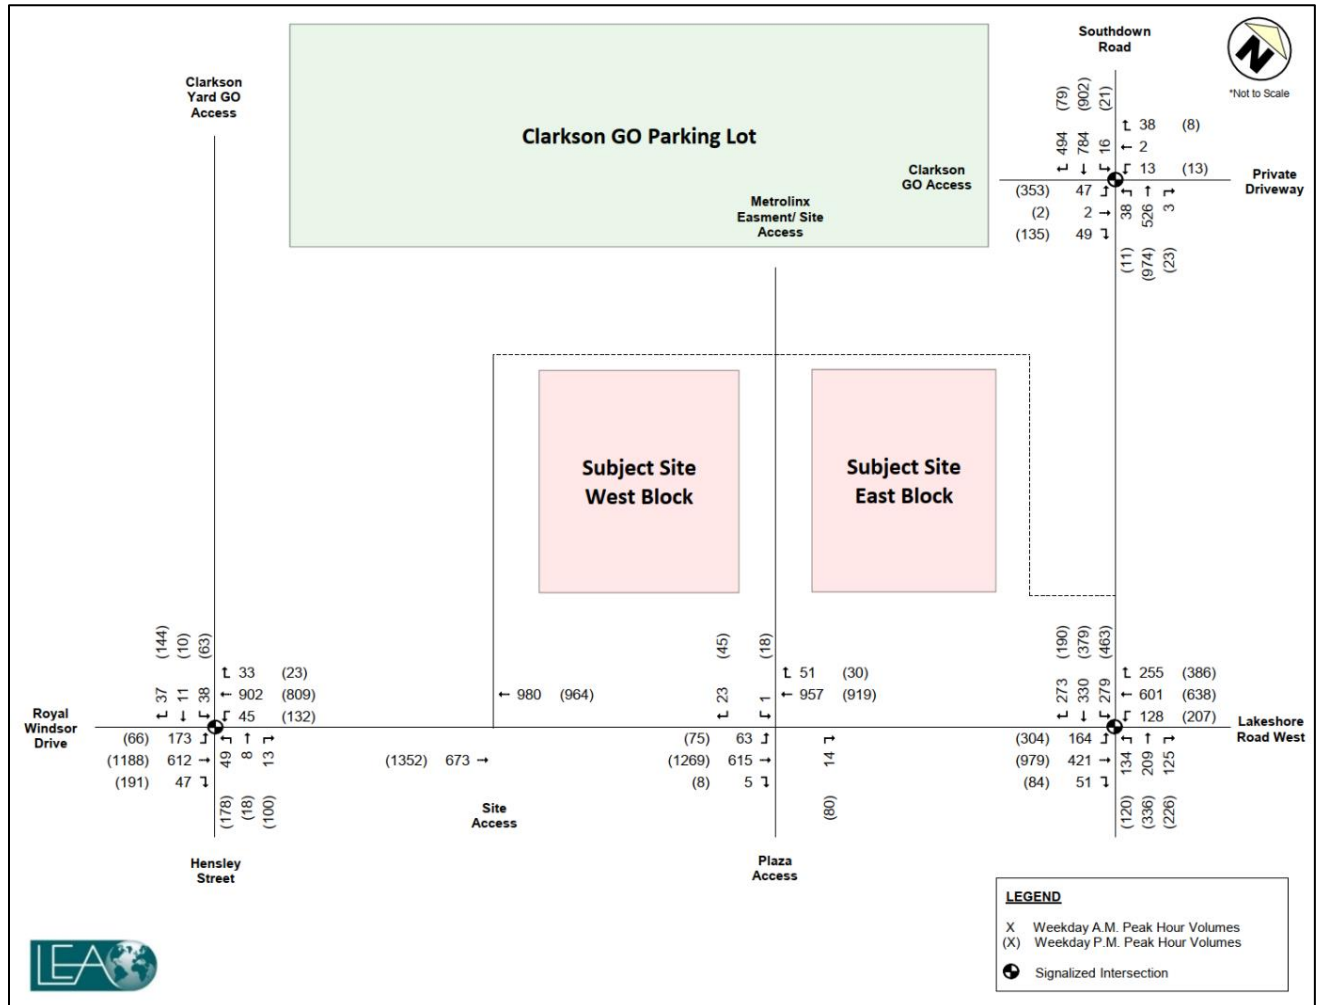 Southdown
Road
N
*Not to Scale
Clarkson
Yard GO
Access
Clarkson GO Parking Lot
Metrolinx
Easment/ Site
Access
Clarkson
GO Access
(79) (902) (21)
494 784 16
38 (8)
2
13 (13)
Private
Driveway
(353) 47
(2) 2
(135) 49
38 526 3
(11) (974) (23)
Subject Site
West Block
Subject Site
East Block
(144) (10) (63)
37 11 38
33 (23)
902 (809)
45 (132)
Royal
Windsor
Drive
(66) 173
(1188) 612
(191) 47
49 8 13
(178) (18) (100)
Hensley
Street
980 (964)
(1352) 673
Site
Access
(45) (18)
23 1
51 (30)
957 (919)
(75) 63
(1269) 615
(8) 5
14
(80)
Plaza
Access
(190) (379) (463)
273 330 279
255 (386)
601 (638)
128 (207)
Lakeshore
Road West
(304) 164
(979) 421
(84) 51
134 209 125
(120) (336) (226)
LEGEND
X Weekday A.M. Peak Hour Volumes
(X) Weekday P.M. Peak Hour Volumes
Signalized Intersection
LEA